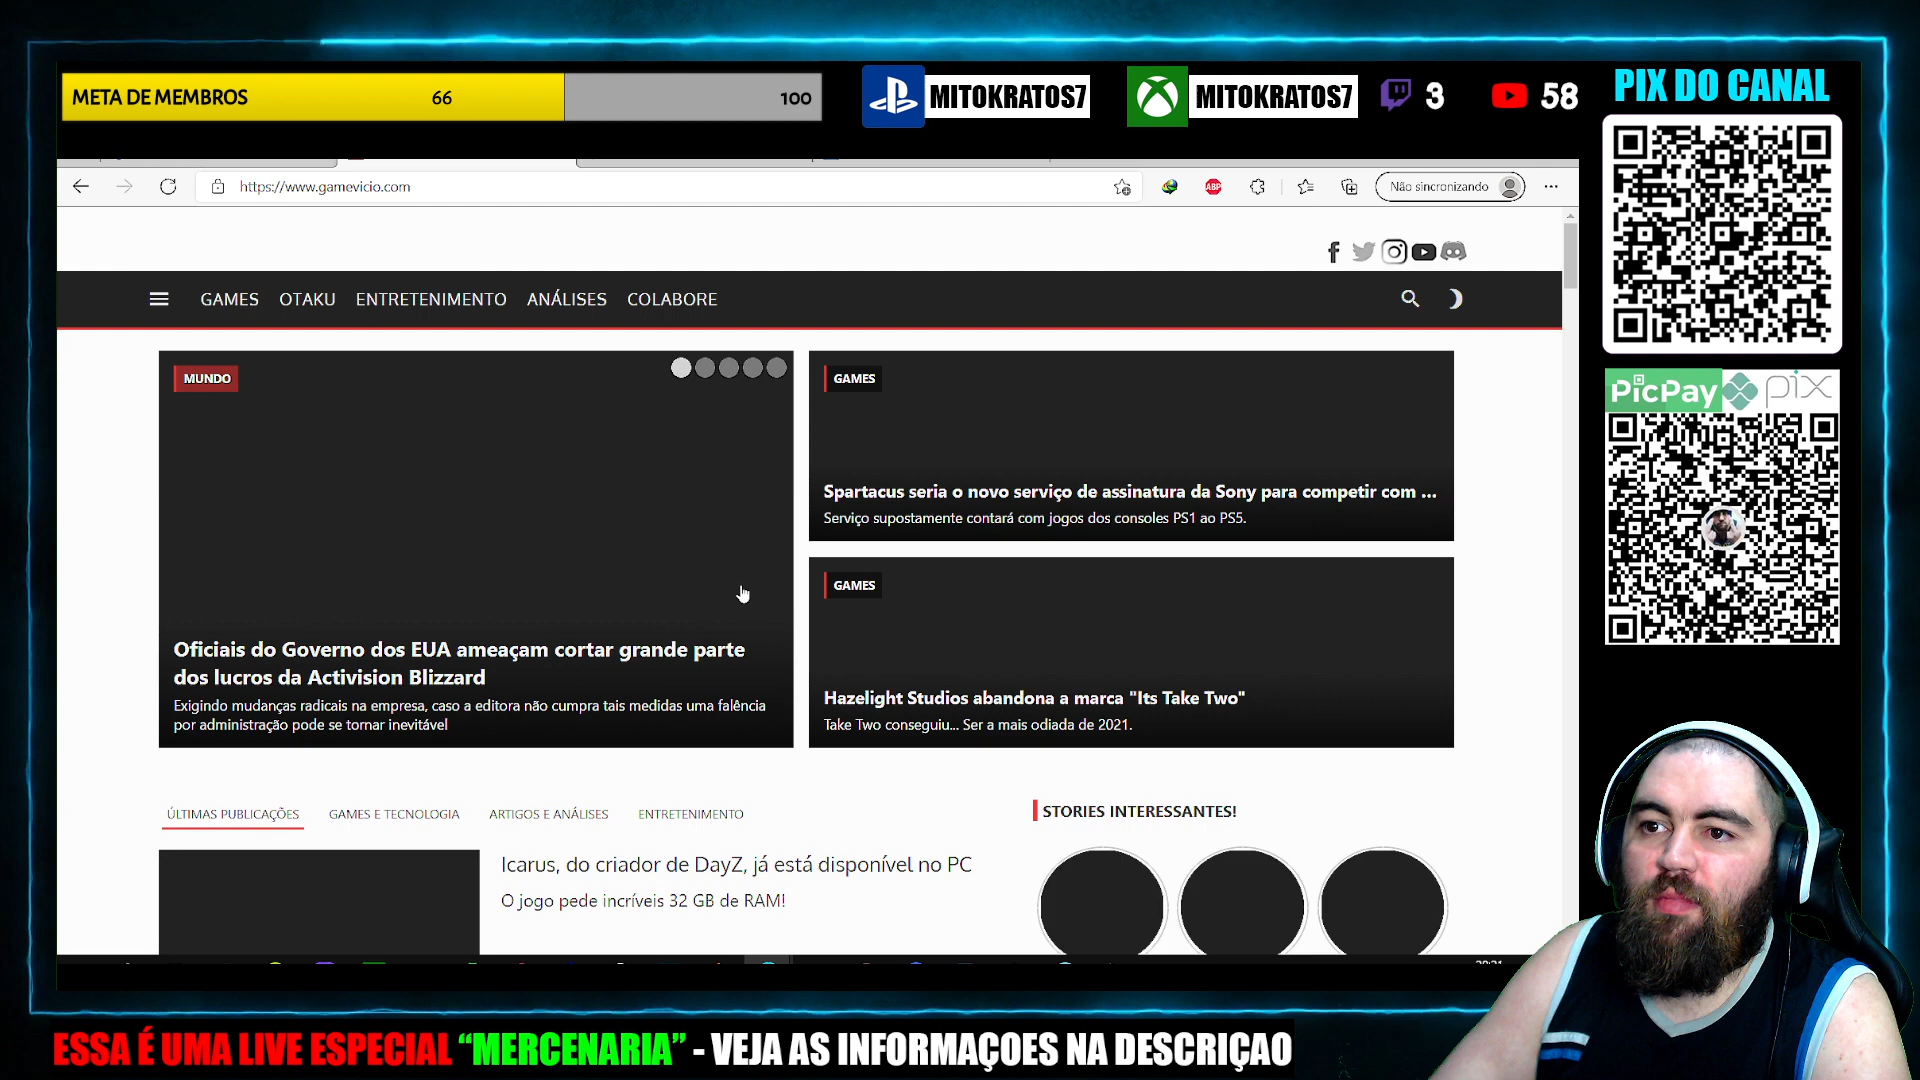 META DE MEMBROS 66 100
MITOKRATOS7
MITOKRATOS7
3
58
PIX DO CANAL
https://www.gamevicio.com
ABP
Não sincronizando
GAMES OTAKU ENTRETENIMENTO ANÁLISES COLABORE
MUNDO
Oficiais do Governo dos EUA ameaçam cortar grande parte
dos lucros da Activision Blizzard
Exigindo mudanças radicais na empresa, caso a editora não cumpra tais medidas uma falência
por administração pode se tornar inevitável
GAMES
Spartacus seria o novo serviço de assinatura da Sony para competir com ...
Serviço supostamente contará com jogos dos consoles PS1 ao PS5.
GAMES
Hazelight Studios abandona a marca "Its Take Two"
Take Two conseguiu... Ser a mais odiada de 2021.
PicPay pix
ÚLTIMAS PUBLICAÇÕES GAMES E TECNOLOGIA ARTIGOS E ANÁLISES ENTRETENIMENTO
STORIES INTERESSANTES!
Icarus, do criador de DayZ, já está disponível no PC
O jogo pede incríveis 32 GB de RAM!
ESSA É UMA LIVE ESPECIAL “MERCENARIA” - VEJA AS INFORMAÇOES NA DESCRIÇAO